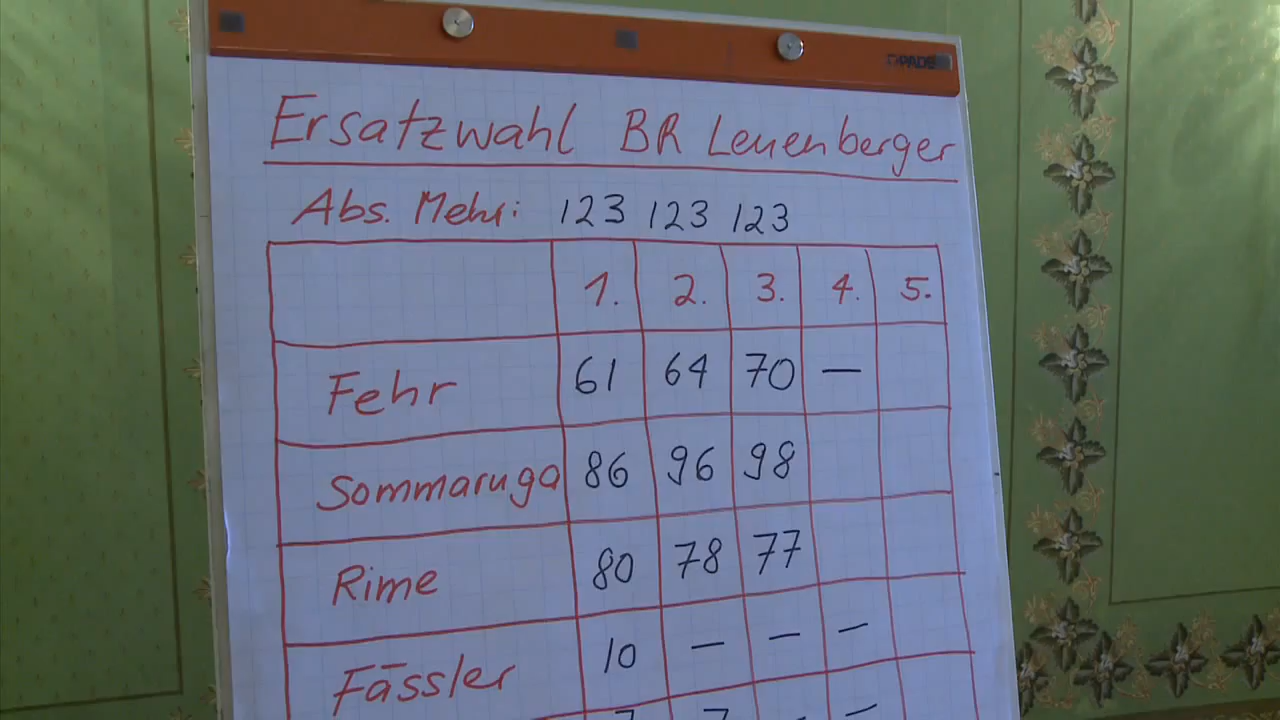 Ersatzwahl BR Leuenberger
Abs. Mehr: 123 123 123
1. 2. 3. 4. 5.
Fehr 61 64 70 —
Sommaruga 86 96 98
Rime 80 78 77
Fässler 10 — — —